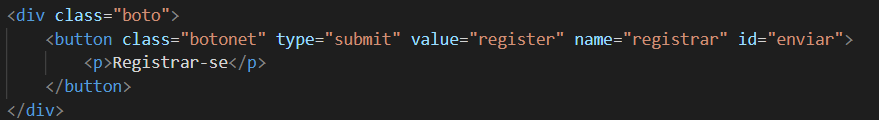 <div class="boto">
<button class="botonet" type="submit" value="register" name="registrar" id="enviar">
<p>Registrar-se</p>
</button>
</div>